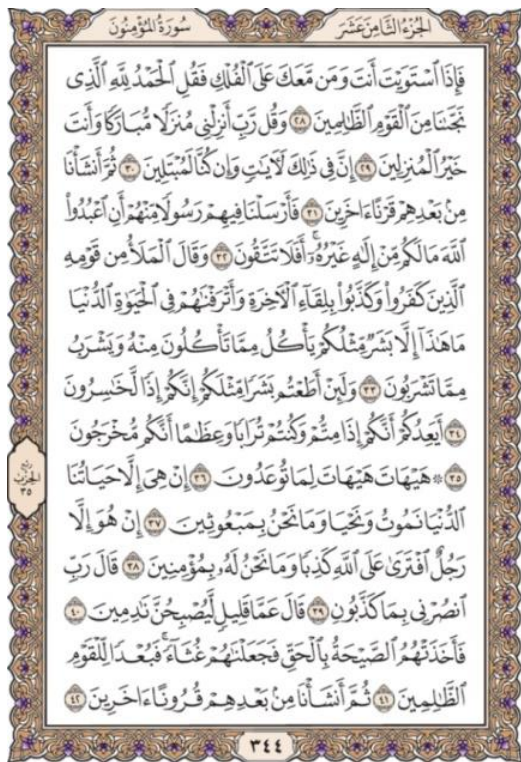 الجُزْءُ الثَّامِنَ عَشَرَ سُورَةُ المُؤْمِنُونَ
فَإِذَا ٱسْتَوَيْتَ أَنتَ وَمَن مَّعَكَ عَلَى ٱلْفُلْكِ فَقُلِ ٱلْحَمْدُ لِلَّهِ ٱلَّذِى
نَجَّىٰنَا مِنَ ٱلْقَوْمِ ٱلظَّٰلِمِينَ ٢٨ وَقُل رَّبِّ أَنزِلْنِى مُنزَلًا مُّبَارَكًا وَأَنتَ
خَيْرُ ٱلْمُنزِلِينَ ٢٩ إِنَّ فِى ذَٰلِكَ لَءَايَٰتٍ وَإِن كُنَّا لَمُبْتَلِينَ ٣٠ ثُمَّ أَنشَأْنَا
مِنۢ بَعْدِهِمْ قَرْنًا ءَاخَرِينَ ٣١ فَأَرْسَلْنَا فِيهِمْ رَسُولًا مِّنْهُمْ أَنِ ٱعْبُدُوا۟
ٱللَّهَ مَا لَكُم مِّنْ إِلَٰهٍ غَيْرُهُۥٓ ۚ أَفَلَا تَتَّقُونَ ٣٢ وَقَالَ ٱلْمَلَأُ مِن قَوْمِهِ
ٱلَّذِينَ كَفَرُوا۟ وَكَذَّبُوا۟ بِلِقَآءِ ٱلْءَاخِرَةِ وَأَتْرَفْنَٰهُمْ فِى ٱلْحَيَوٰةِ ٱلدُّنْيَا
مَا هَٰذَآ إِلَّا بَشَرٌ مِّثْلُكُمْ يَأْكُلُ مِمَّا تَأْكُلُونَ مِنْهُ وَيَشْرَبُ
مِمَّا تَشْرَبُونَ ٣٣ وَلَئِنْ أَطَعْتُم بَشَرًا مِّثْلَكُمْ إِنَّكُمْ إِذًا لَّخَٰسِرُونَ
٣٤ أَيَعِدُكُمْ أَنَّكُمْ إِذَا مِتُّمْ وَكُنتُمْ تُرَابًا وَعِظَٰمًا أَنَّكُم مُّخْرَجُونَ
٣٥ ۞ هَيْهَاتَ هَيْهَاتَ لِمَا تُوعَدُونَ ٣٦ إِنْ هِىَ إِلَّا حَيَاتُنَا
ٱلدُّنْيَا نَمُوتُ وَنَحْيَا وَمَا نَحْنُ بِمَبْعُوثِينَ ٣٧ إِنْ هُوَ إِلَّا
رَجُلٌ ٱفْتَرَىٰ عَلَى ٱللَّهِ كَذِبًا وَمَا نَحْنُ لَهُۥ بِمُؤْمِنِينَ ٣٨ قَالَ رَبِّ
ٱنصُرْنِى بِمَا كَذَّبُونِ ٣٩ قَالَ عَمَّا قَلِيلٍ لَّيُصْبِحُنَّ نَٰدِمِينَ ٤٠
فَأَخَذَتْهُمُ ٱلصَّيْحَةُ بِٱلْحَقِّ فَجَعَلْنَٰهُمْ غُثَآءً ۚ فَبُعْدًا لِّلْقَوْمِ
ٱلظَّٰلِمِينَ ٤١ ثُمَّ أَنشَأْنَا مِنۢ بَعْدِهِمْ قُرُونًا ءَاخَرِينَ ٤٢
ربع
الحزب
٣٥
٣٤٤